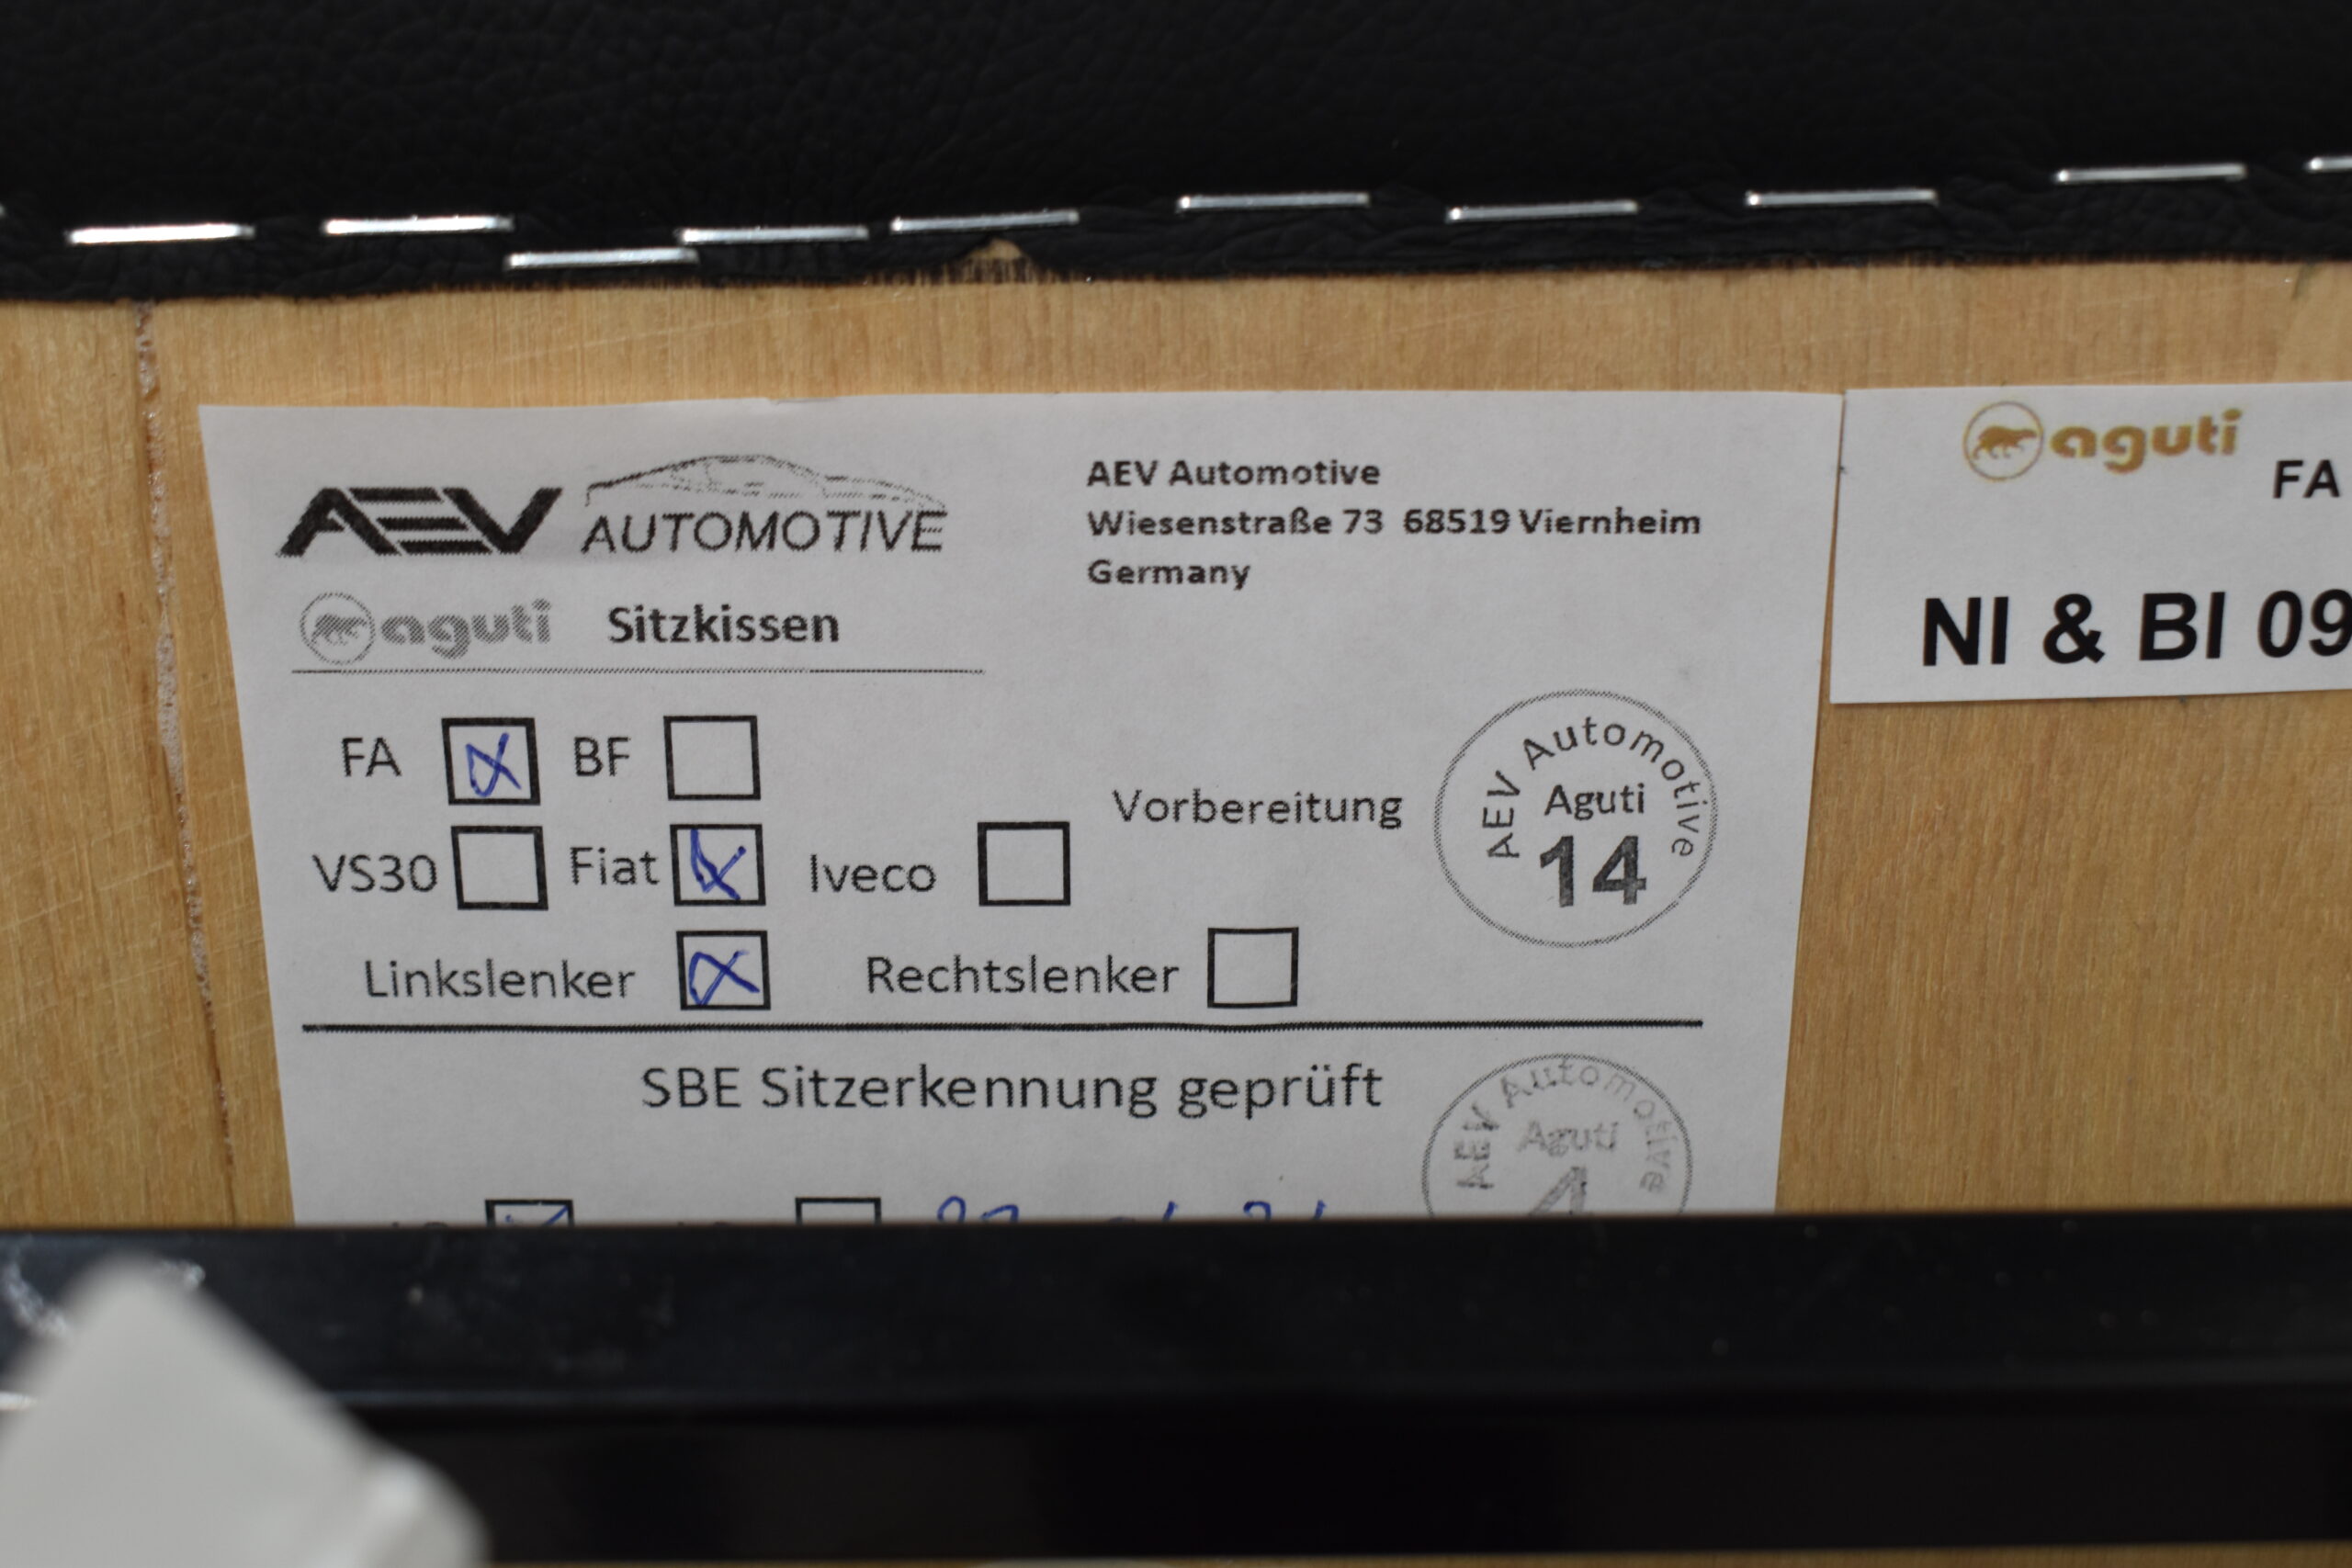 AEV AUTOMOTIVE
AEV Automotive
Wiesenstraße 73 68519 Viernheim
Germany
aguti Sitzkissen
FA BF
VS30 Fiat Iveco
Vorbereitung
AEV Automotive
Aguti
14
Linkslenker Rechtslenker
SBE Sitzerkennung geprüft
AEV Automotive
Aguti
aguti
FA
NI & BI 09